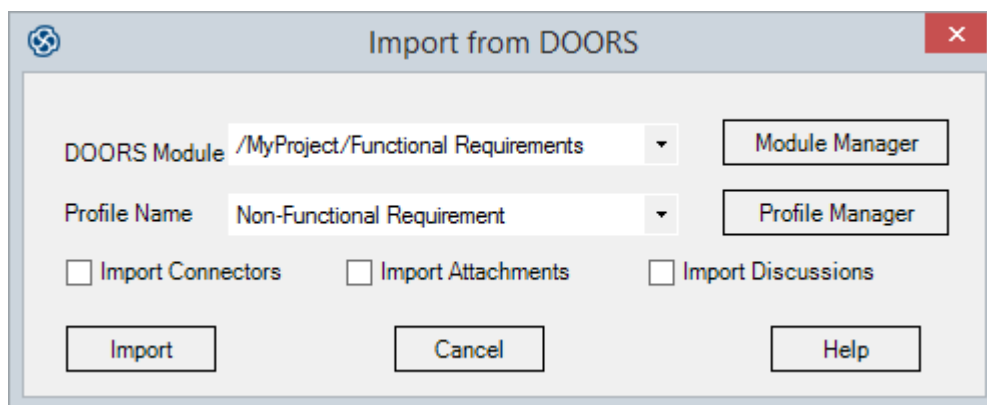 Import from DOORS
DOORS Module /MyProject/Functional Requirements Module Manager
Profile Name Non-Functional Requirement Profile Manager
Import Connectors Import Attachments Import Discussions
Import Cancel Help